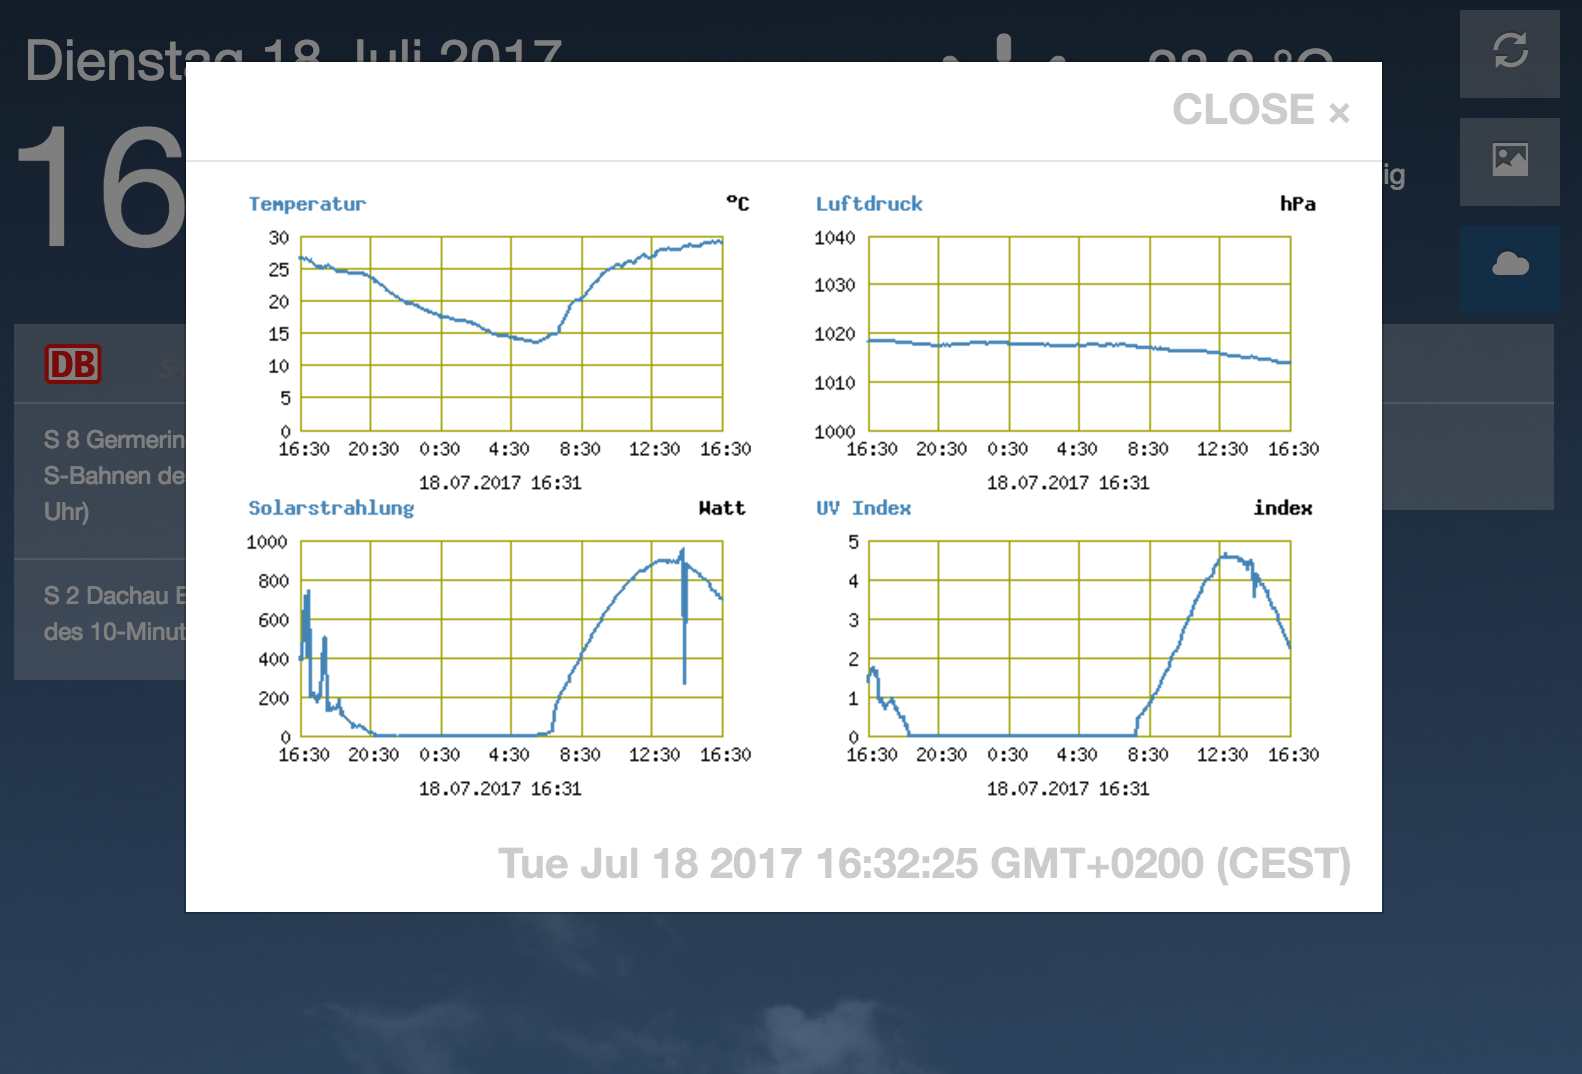 Dienstag 18. Juli 2017
CLOSE ×
16
ig
Temperatur °C
30
25
20
15
10
5
0
16:30 20:30 0:30 4:30 8:30 12:30 16:30
18.07.2017 16:31
Luftdruck hPa
1040
1030
1020
1010
1000
16:30 20:30 0:30 4:30 8:30 12:30 16:30
18.07.2017 16:31
DB
S 8 Germerin
S-Bahnen de
Uhr)
S 2 Dachau
des 10-Minut
Solarstrahlung Watt
1000
800
600
400
200
0
16:30 20:30 0:30 4:30 8:30 12:30 16:30
18.07.2017 16:31
UV Index index
5
4
3
2
1
0
16:30 20:30 0:30 4:30 8:30 12:30 16:30
18.07.2017 16:31
Tue Jul 18 2017 16:32:25 GMT+0200 (CEST)